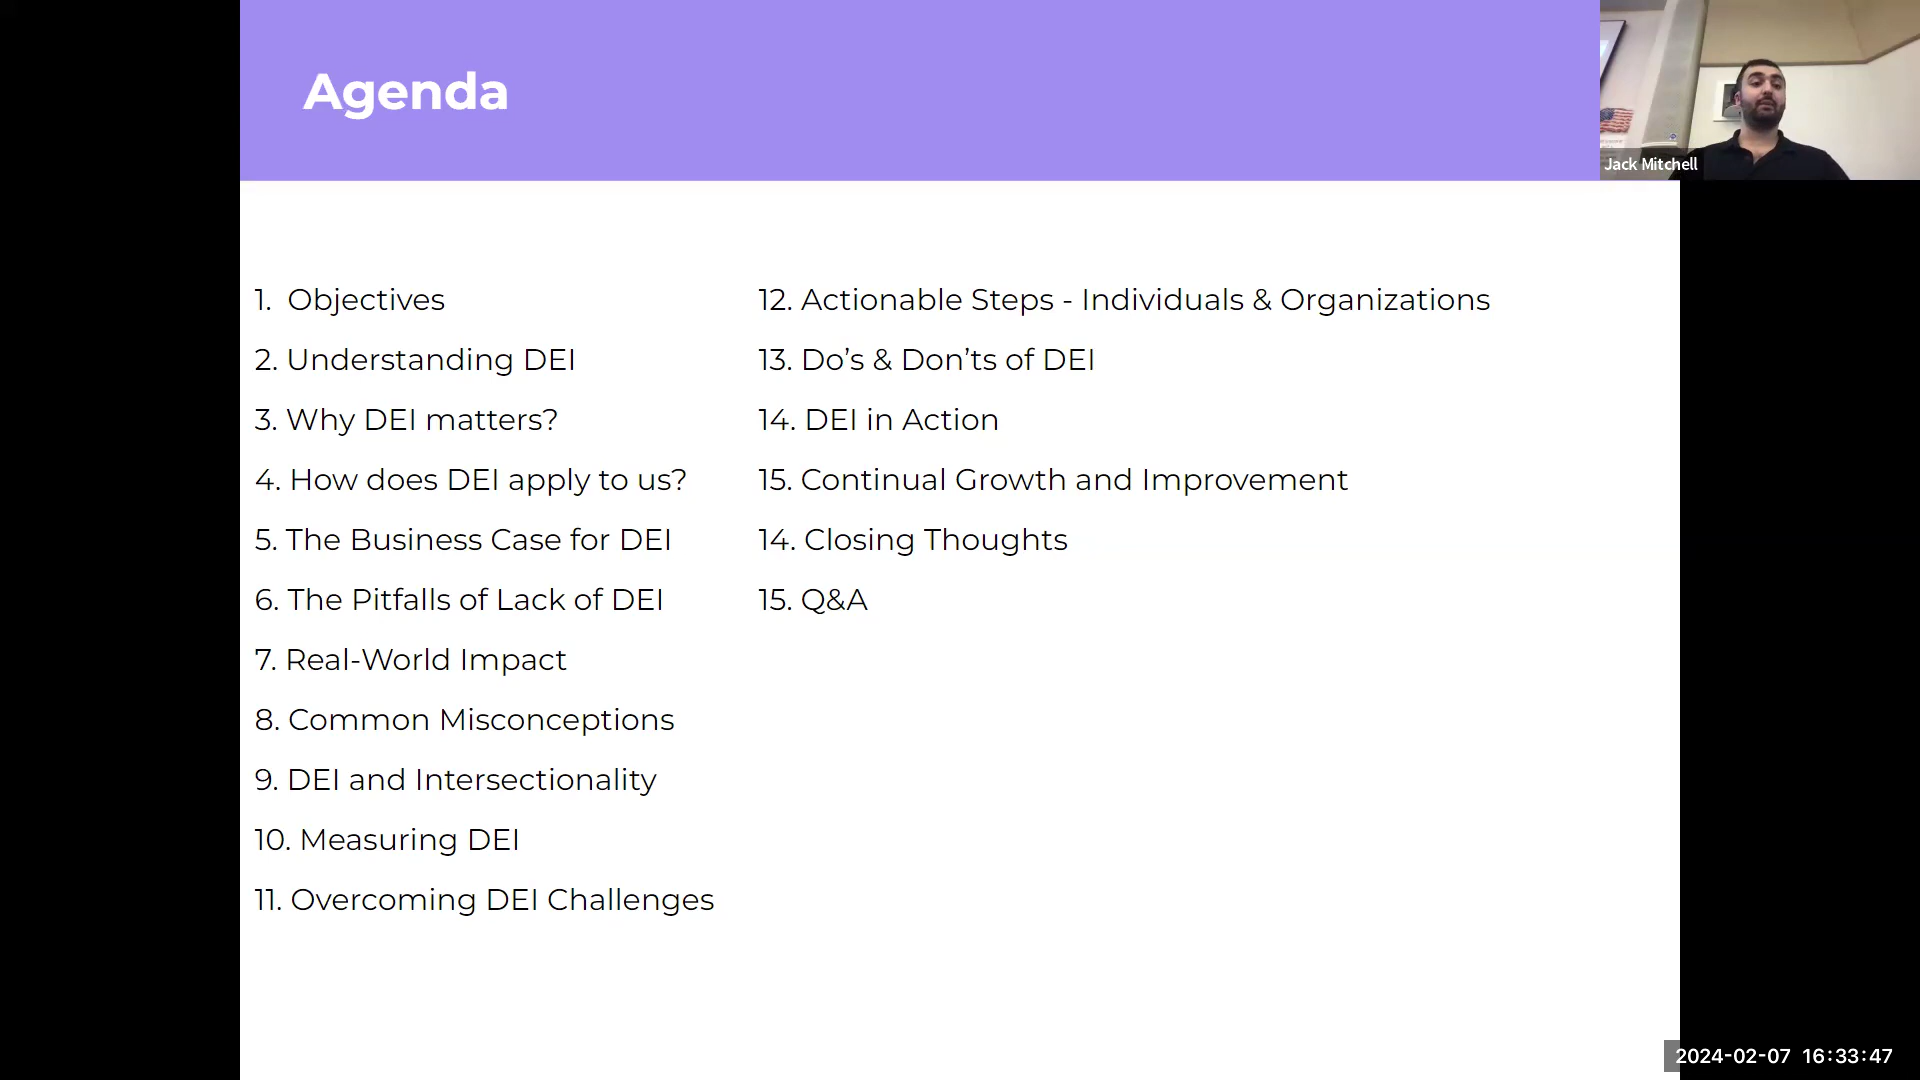 Agenda
Jack Mitchell
1. Objectives
2. Understanding DEI
3. Why DEI matters?
4. How does DEI apply to us?
5. The Business Case for DEI
6. The Pitfalls of Lack of DEI
7. Real-World Impact
8. Common Misconceptions
9. DEI and Intersectionality
10. Measuring DEI
11. Overcoming DEI Challenges
12. Actionable Steps - Individuals & Organizations
13. Do’s & Don’ts of DEI
14. DEI in Action
15. Continual Growth and Improvement
14. Closing Thoughts
15. Q&A
2024-02-07 16:33:47